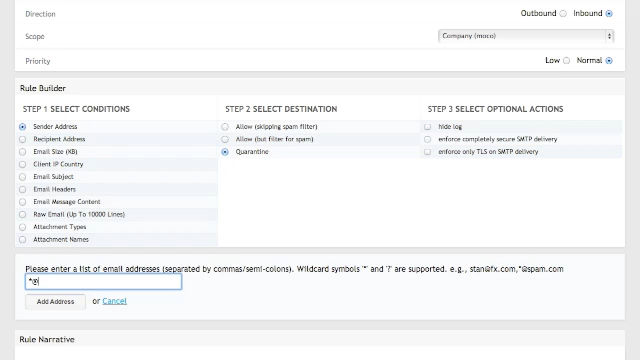 Direction
Outbound Inbound
Scope
Company (moco)
Priority
Low Normal
Rule Builder
STEP 1 SELECT CONDITIONS
Sender Address
Recipient Address
Email Size (KB)
Client IP Country
Email Subject
Email Headers
Email Message Content
Raw Email (Up To 10000 Lines)
Attachment Types
Attachment Names
STEP 2 SELECT DESTINATION
Allow (skipping spam filter)
Allow (but filter for spam)
Quarantine
STEP 3 SELECT OPTIONAL ACTIONS
hide log
enforce completely secure SMTP delivery
enforce only TLS on SMTP delivery
Please enter a list of email addresses (separated by commas/semi-colons). Wildcard symbols '*' and '?' are supported. e.g., stan@fx.com,*@spam.com
*@
Add Address or Cancel
Rule Narrative